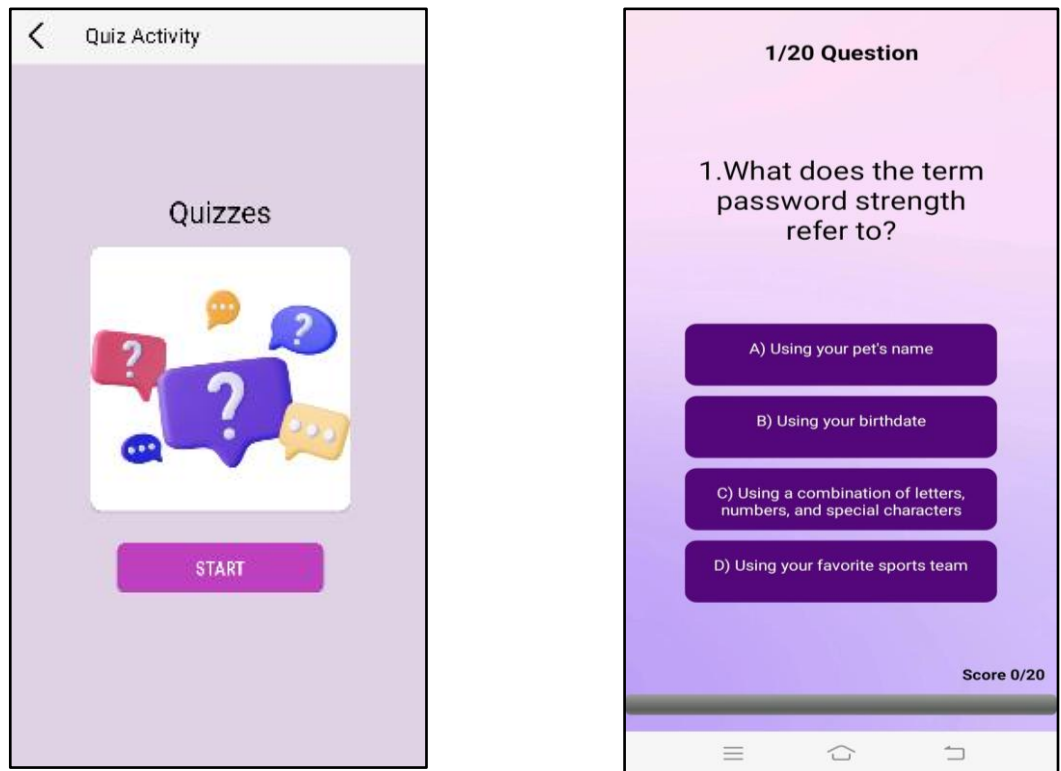 Quiz Activity
Quizzes
?
?
?
START
1/20 Question
1.What does the term
password strength
refer to?
A) Using your pet's name
B) Using your birthdate
C) Using a combination of letters,
numbers, and special characters
D) Using your favorite sports team
Score 0/20